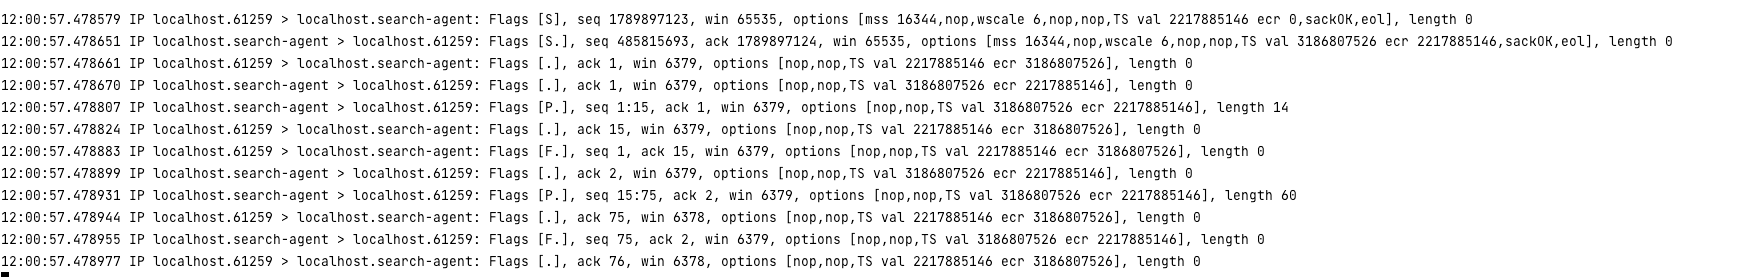 12:00:57.478579 IP localhost.61259 > localhost.search-agent: Flags [S], seq 1789897123, win 65535, options [mss 16344,nop,wscale 6,nop,nop,TS val 2217885146 ecr 0,sackOK,eol], length 0
12:00:57.478651 IP localhost.search-agent > localhost.61259: Flags [S.], seq 485815693, ack 1789897124, win 65535, options [mss 16344,nop,wscale 6,nop,nop,TS val 3186807526 ecr 2217885146,sackOK,eol], length 0
12:00:57.478661 IP localhost.61259 > localhost.search-agent: Flags [.], ack 1, win 6379, options [nop,nop,TS val 2217885146 ecr 3186807526], length 0
12:00:57.478670 IP localhost.search-agent > localhost.61259: Flags [.], ack 1, win 6379, options [nop,nop,TS val 3186807526 ecr 2217885146], length 0
12:00:57.478807 IP localhost.search-agent > localhost.61259: Flags [P.], seq 1:15, ack 1, win 6379, options [nop,nop,TS val 3186807526 ecr 2217885146], length 14
12:00:57.478824 IP localhost.61259 > localhost.search-agent: Flags [.], ack 15, win 6379, options [nop,nop,TS val 2217885146 ecr 3186807526], length 0
12:00:57.478883 IP localhost.61259 > localhost.search-agent: Flags [F.], seq 1, ack 15, win 6379, options [nop,nop,TS val 2217885146 ecr 3186807526], length 0
12:00:57.478899 IP localhost.search-agent > localhost.61259: Flags [.], ack 2, win 6379, options [nop,nop,TS val 3186807526 ecr 2217885146], length 0
12:00:57.478931 IP localhost.search-agent > localhost.61259: Flags [P.], seq 15:75, ack 2, win 6379, options [nop,nop,TS val 3186807526 ecr 2217885146], length 60
12:00:57.478944 IP localhost.61259 > localhost.search-agent: Flags [.], ack 75, win 6378, options [nop,nop,TS val 2217885146 ecr 3186807526], length 0
12:00:57.478955 IP localhost.search-agent > localhost.61259: Flags [F.], seq 75, ack 2, win 6379, options [nop,nop,TS val 3186807526 ecr 2217885146], length 0
12:00:57.478977 IP localhost.61259 > localhost.search-agent: Flags [.], ack 76, win 6378, options [nop,nop,TS val 2217885146 ecr 3186807526], length 0